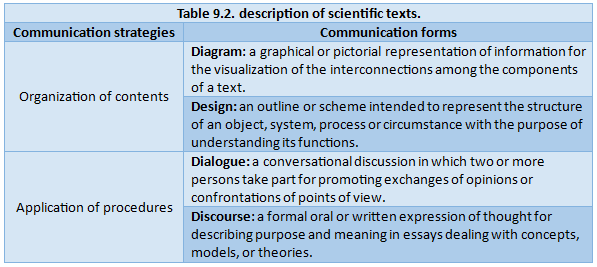 Table 9.2. description of scientific texts.
Communication strategies
Communication forms
Organization of contents
Diagram: a graphical or pictorial representation of information for
the visualization of the interconnections among the components
of a text.
Design: an outline or scheme intended to represent the structure
of an object, system, process or circumstance with the purpose of
understanding its functions.
Application of procedures
Dialogue: a conversational discussion in which two or more
persons take part for promoting exchanges of opinions or
confrontations of points of view.
Discourse: a formal oral or written expression of thought for
describing purpose and meaning in essays dealing with concepts,
models, or theories.